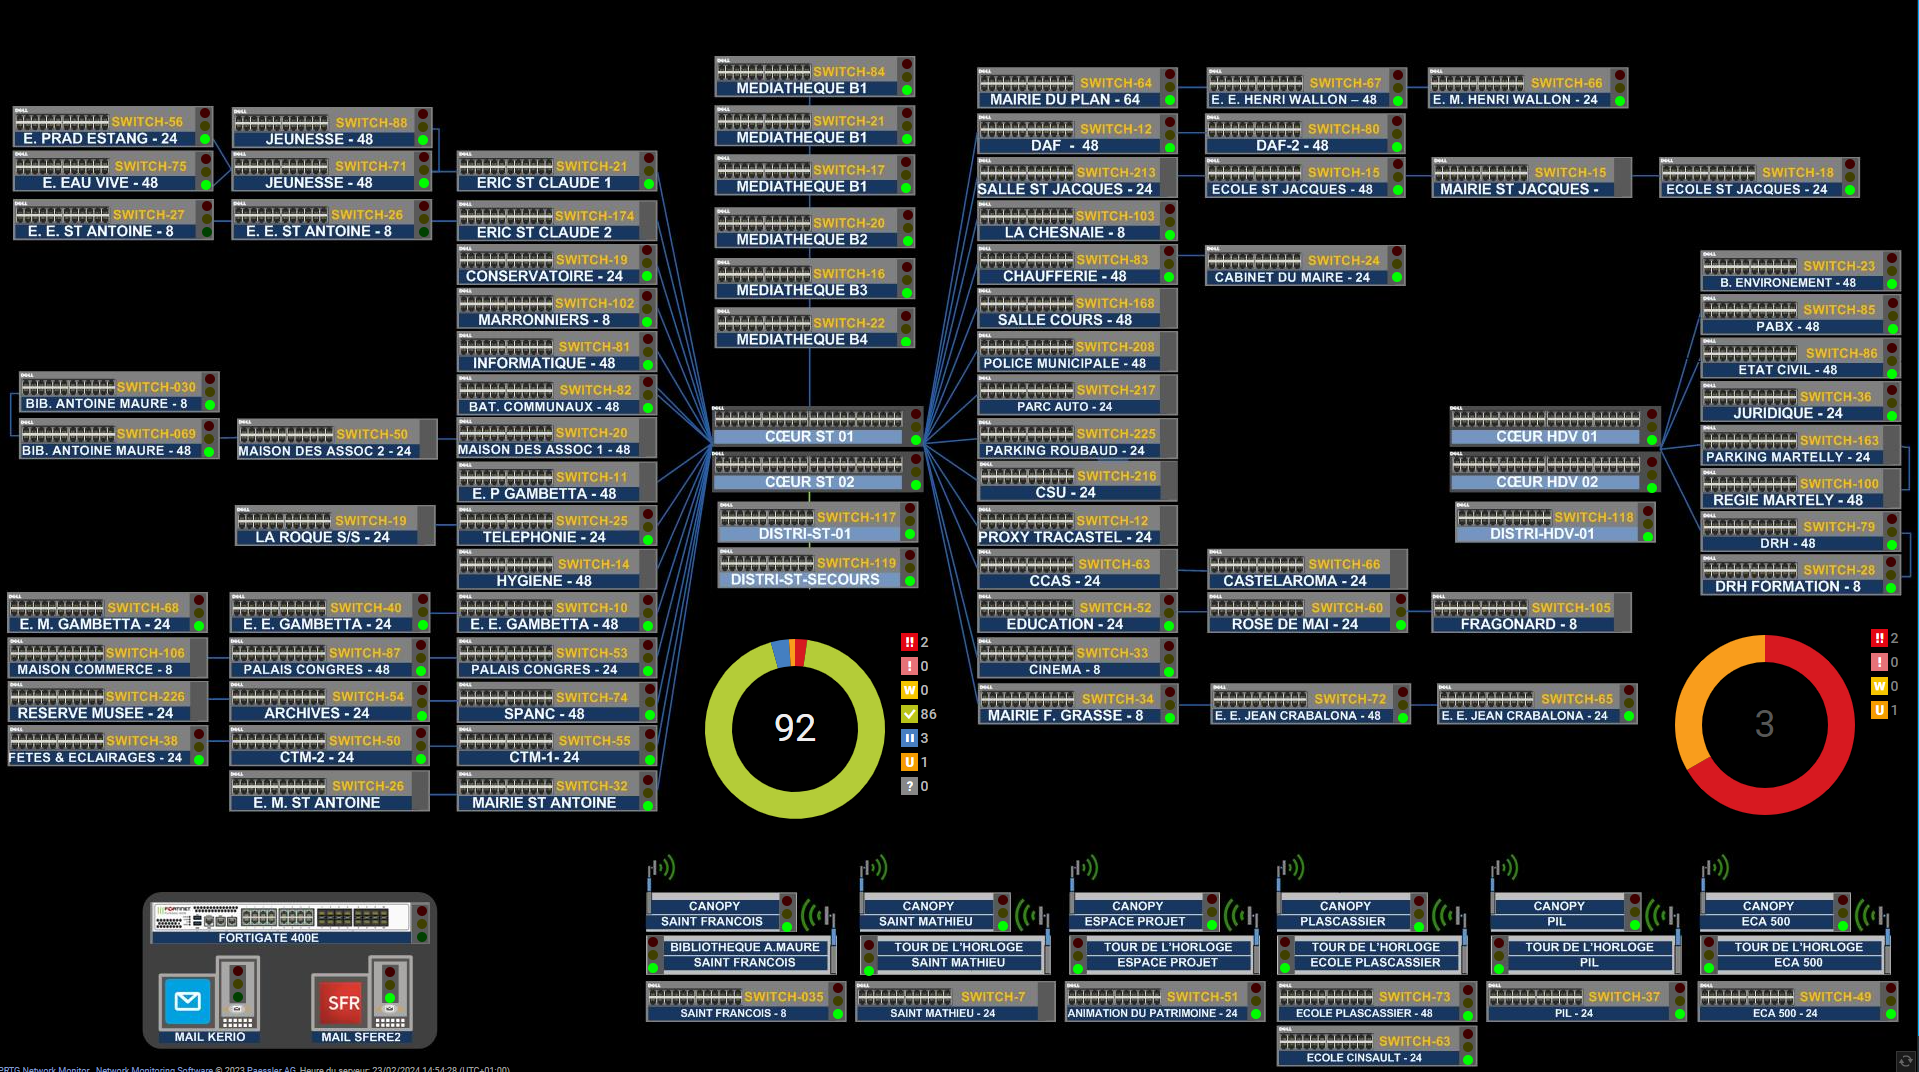 SWITCH-56
E. PRAD ESTANG - 24
SWITCH-88
JEUNESSE - 48
SWITCH-75
E. EAU VIVE - 48
SWITCH-71
JEUNESSE - 48
SWITCH-21
ERIC ST CLAUDE 1
SWITCH-27
E. E. ST ANTOINE - 8
SWITCH-26
E. E. ST ANTOINE - 8
SWITCH-174
ERIC ST CLAUDE 2
SWITCH-19
CONSERVATOIRE - 24
SWITCH-102
MARRONNIERS - 8
SWITCH-81
INFORMATIQUE - 48
SWITCH-030
BIB. ANTOINE MAURE - 8
SWITCH-82
BAT. COMMUNAUX - 48
SWITCH-069
BIB. ANTOINE MAURE - 48
SWITCH-50
MAISON DES ASSOC 2 - 24
SWITCH-20
MAISON DES ASSOC 1 - 48
SWITCH-11
E. P GAMBETTA - 48
SWITCH-19
LA ROQUE S/S - 24
SWITCH-25
TELEPHONIE - 24
SWITCH-14
HYGIENE - 48
SWITCH-68
E. M. GAMBETTA - 24
SWITCH-40
E. E. GAMBETTA - 24
SWITCH-10
E. E. GAMBETTA - 48
SWITCH-106
MAISON COMMERCE - 8
SWITCH-87
PALAIS CONGRES - 48
SWITCH-53
PALAIS CONGRES - 24
SWITCH-226
RESERVE MUSEE - 24
SWITCH-54
ARCHIVES - 24
SWITCH-74
SPANC - 48
SWITCH-38
FETES & ECLAIRAGES - 24
SWITCH-50
CTM-2 - 24
SWITCH-55
CTM-1- 24
SWITCH-26
E. M. ST ANTOINE
SWITCH-32
MAIRIE ST ANTOINE
SWITCH-84
MEDIATHEQUE B1
SWITCH-21
MEDIATHEQUE B1
SWITCH-17
MEDIATHEQUE B1
SWITCH-20
MEDIATHEQUE B2
SWITCH-16
MEDIATHEQUE B3
SWITCH-22
MEDIATHEQUE B4
CŒUR ST 01
CŒUR ST 02
SWITCH-117
DISTRI-ST-01
SWITCH-119
DISTRI-ST-SECOURS
92
!! 2
! 0
W 0
86
3
U 1
? 0
SWITCH-64
MAIRIE DU PLAN - 64
SWITCH-67
E. E. HENRI WALLON – 48
SWITCH-66
E. M. HENRI WALLON - 24
SWITCH-12
DAF - 48
SWITCH-80
DAF-2 - 48
SWITCH-213
SALLE ST JACQUES - 24
SWITCH-15
ECOLE ST JACQUES - 48
SWITCH-15
MAIRIE ST JACQUES -
SWITCH-18
ECOLE ST JACQUES - 24
SWITCH-103
LA CHESNAIE - 8
SWITCH-83
CHAUFFERIE - 48
SWITCH-24
CABINET DU MAIRE - 24
SWITCH-168
SALLE COURS - 48
SWITCH-208
POLICE MUNICIPALE - 48
SWITCH-217
PARC AUTO - 24
SWITCH-225
PARKING ROUBAUD - 24
SWITCH-216
CSU - 24
SWITCH-12
PROXY TRACASTEL - 24
SWITCH-63
CCAS - 24
SWITCH-66
CASTELAROMA - 24
SWITCH-52
EDUCATION - 24
SWITCH-60
ROSE DE MAI - 24
SWITCH-105
FRAGONARD - 8
SWITCH-33
CINEMA - 8
SWITCH-34
MAIRIE F. GRASSE - 8
SWITCH-72
E. E. JEAN CRABALONA - 48
SWITCH-65
E. E. JEAN CRABALONA - 24
SWITCH-23
B. ENVIRONEMENT - 48
SWITCH-85
PABX - 48
SWITCH-86
ETAT CIVIL - 48
SWITCH-36
JURIDIQUE - 24
CŒUR HDV 01
CŒUR HDV 02
SWITCH-118
DISTRI-HDV-01
SWITCH-163
PARKING MARTELLY - 24
SWITCH-100
REGIE MARTELY - 48
SWITCH-79
DRH - 48
SWITCH-28
DRH FORMATION - 8
3
!! 2
! 0
W 0
U 1
FORTINET
FORTIGATE 400E
MAIL KERIO
SFR
MAIL SFERE2
CANOPY
SAINT FRANCOIS
BIBLIOTHEQUE A.MAURE
SAINT FRANCOIS
SWITCH-035
SAINT FRANCOIS - 8
CANOPY
SAINT MATHIEU
TOUR DE L'HORLOGE
SAINT MATHIEU
SWITCH-7
SAINT MATHIEU - 24
CANOPY
ESPACE PROJET
TOUR DE L'HORLOGE
ESPACE PROJET
SWITCH-51
ANIMATION DU PATRIMOINE - 24
CANOPY
PLASCASSIER
TOUR DE L'HORLOGE
ECOLE PLASCASSIER
SWITCH-73
ECOLE PLASCASSIER - 48
SWITCH-63
ECOLE CINSAULT - 24
CANOPY
PIL
TOUR DE L'HORLOGE
PIL
SWITCH-37
PIL - 24
CANOPY
ECA 500
TOUR DE L'HORLOGE
ECA 500
SWITCH-49
ECA 500 - 24
PRTG Network Monitor Network Monitoring Software © 2023 Paessler AG Heure du serveur: 23/02/2024 14:54:28 (UTC+01:00)